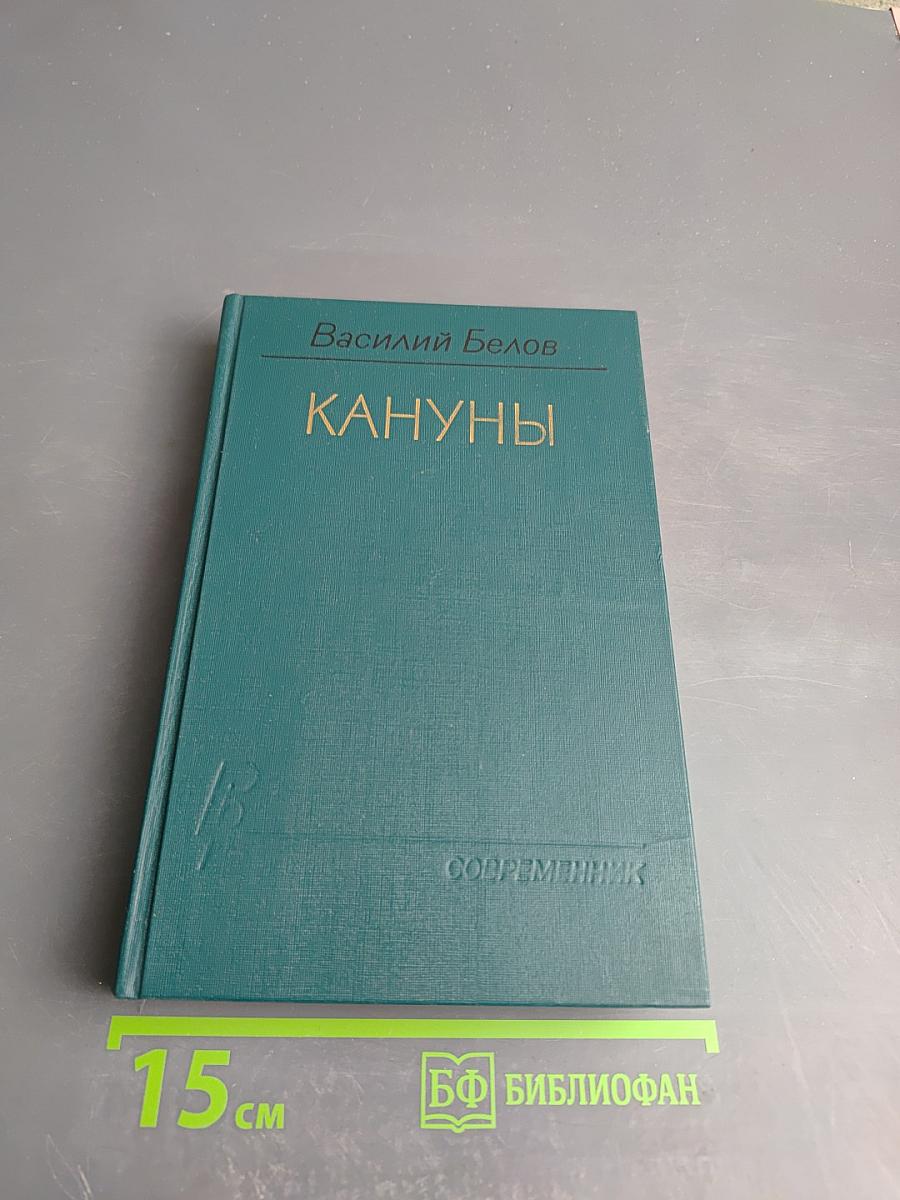 Василий Белов
КАНУНЫ
СОВРЕМЕННИК
15 см
БФ БИБЛИОФАН